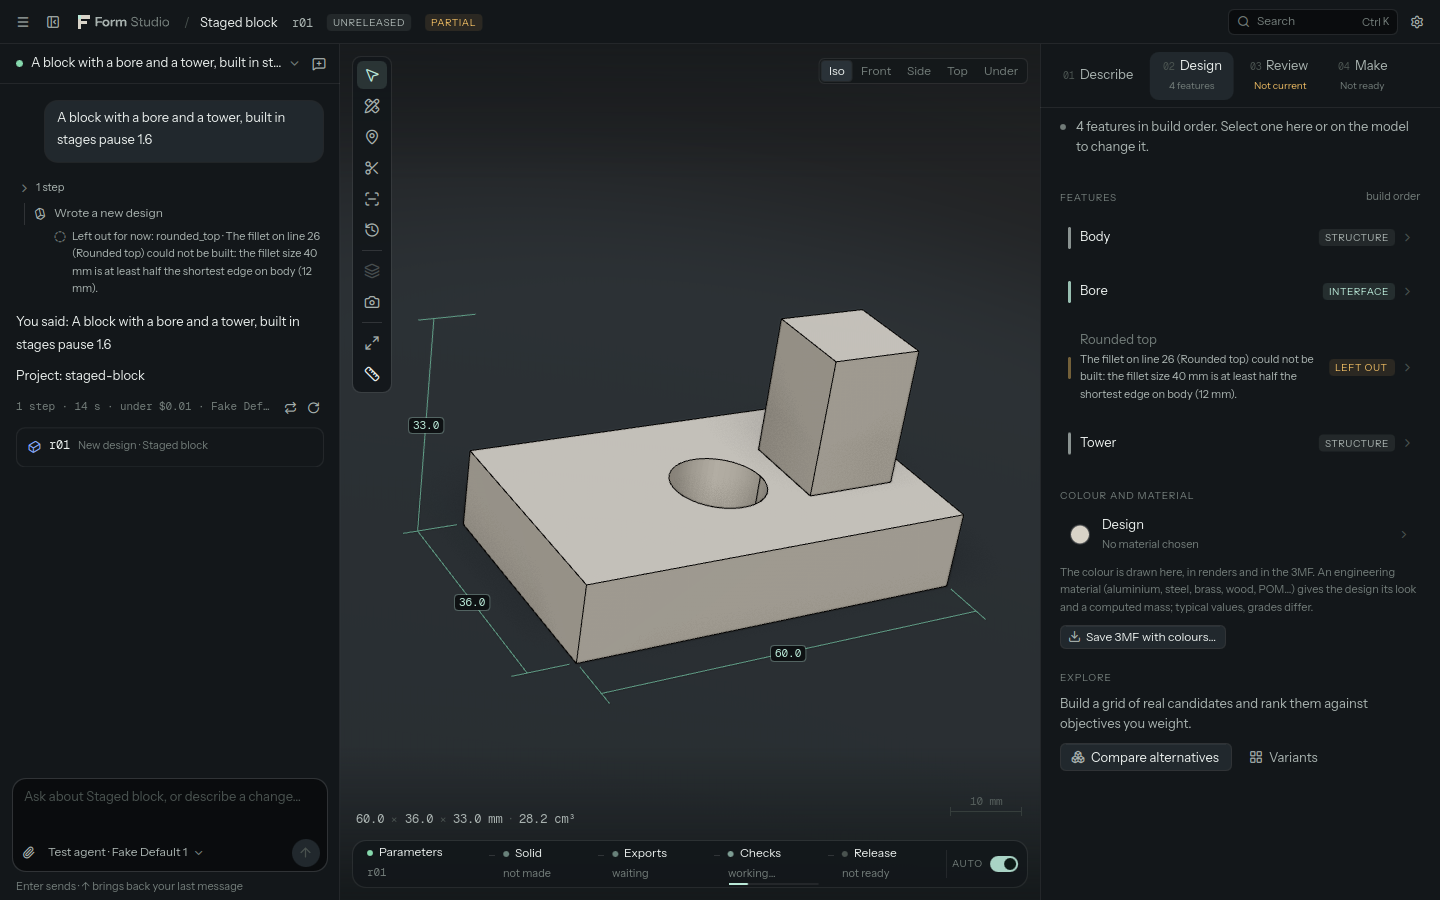 Form Studio / Staged block r01 UNRELEASED PARTIAL
Search Ctrl K
A block with a bore and a tower, built in st...
A block with a bore and a tower, built in
stages pause 1.6
1 step
Wrote a new design
Left out for now: rounded_top · The fillet on line 26
(Rounded top) could not be built: the fillet size 40
mm is at least half the shortest edge on body (12
mm).
You said: A block with a bore and a tower, built in
stages pause 1.6
Project: staged-block
1 step · 14 s · under $0.01 · Fake Def…
r01 New design · Staged block
Ask about Staged block, or describe a change...
Test agent · Fake Default 1
Enter sends · ↑ brings back your last message
Iso Front Side Top Under
33.0
36.0
60.0
10 mm
60.0 × 36.0 × 33.0 mm · 28.2 cm³
Parameters
r01
Solid
not made
Exports
waiting
Checks
working...
Release
not ready
AUTO
01 Describe
02 Design
4 features
03 Review
Not current
04 Make
Not ready
4 features in build order. Select one here or on the model
to change it.
FEATURES build order
Body STRUCTURE
Bore INTERFACE
Rounded top
The fillet on line 26 (Rounded top) could not be
built: the fillet size 40 mm is at least half the
shortest edge on body (12 mm).
LEFT OUT
Tower STRUCTURE
COLOUR AND MATERIAL
Design
No material chosen
The colour is drawn here, in renders and in the 3MF. An engineering
material (aluminium, steel, brass, wood, POM...) gives the design its look
and a computed mass; typical values, grades differ.
Save 3MF with colours...
EXPLORE
Build a grid of real candidates and rank them against
objectives you weight.
Compare alternatives Variants